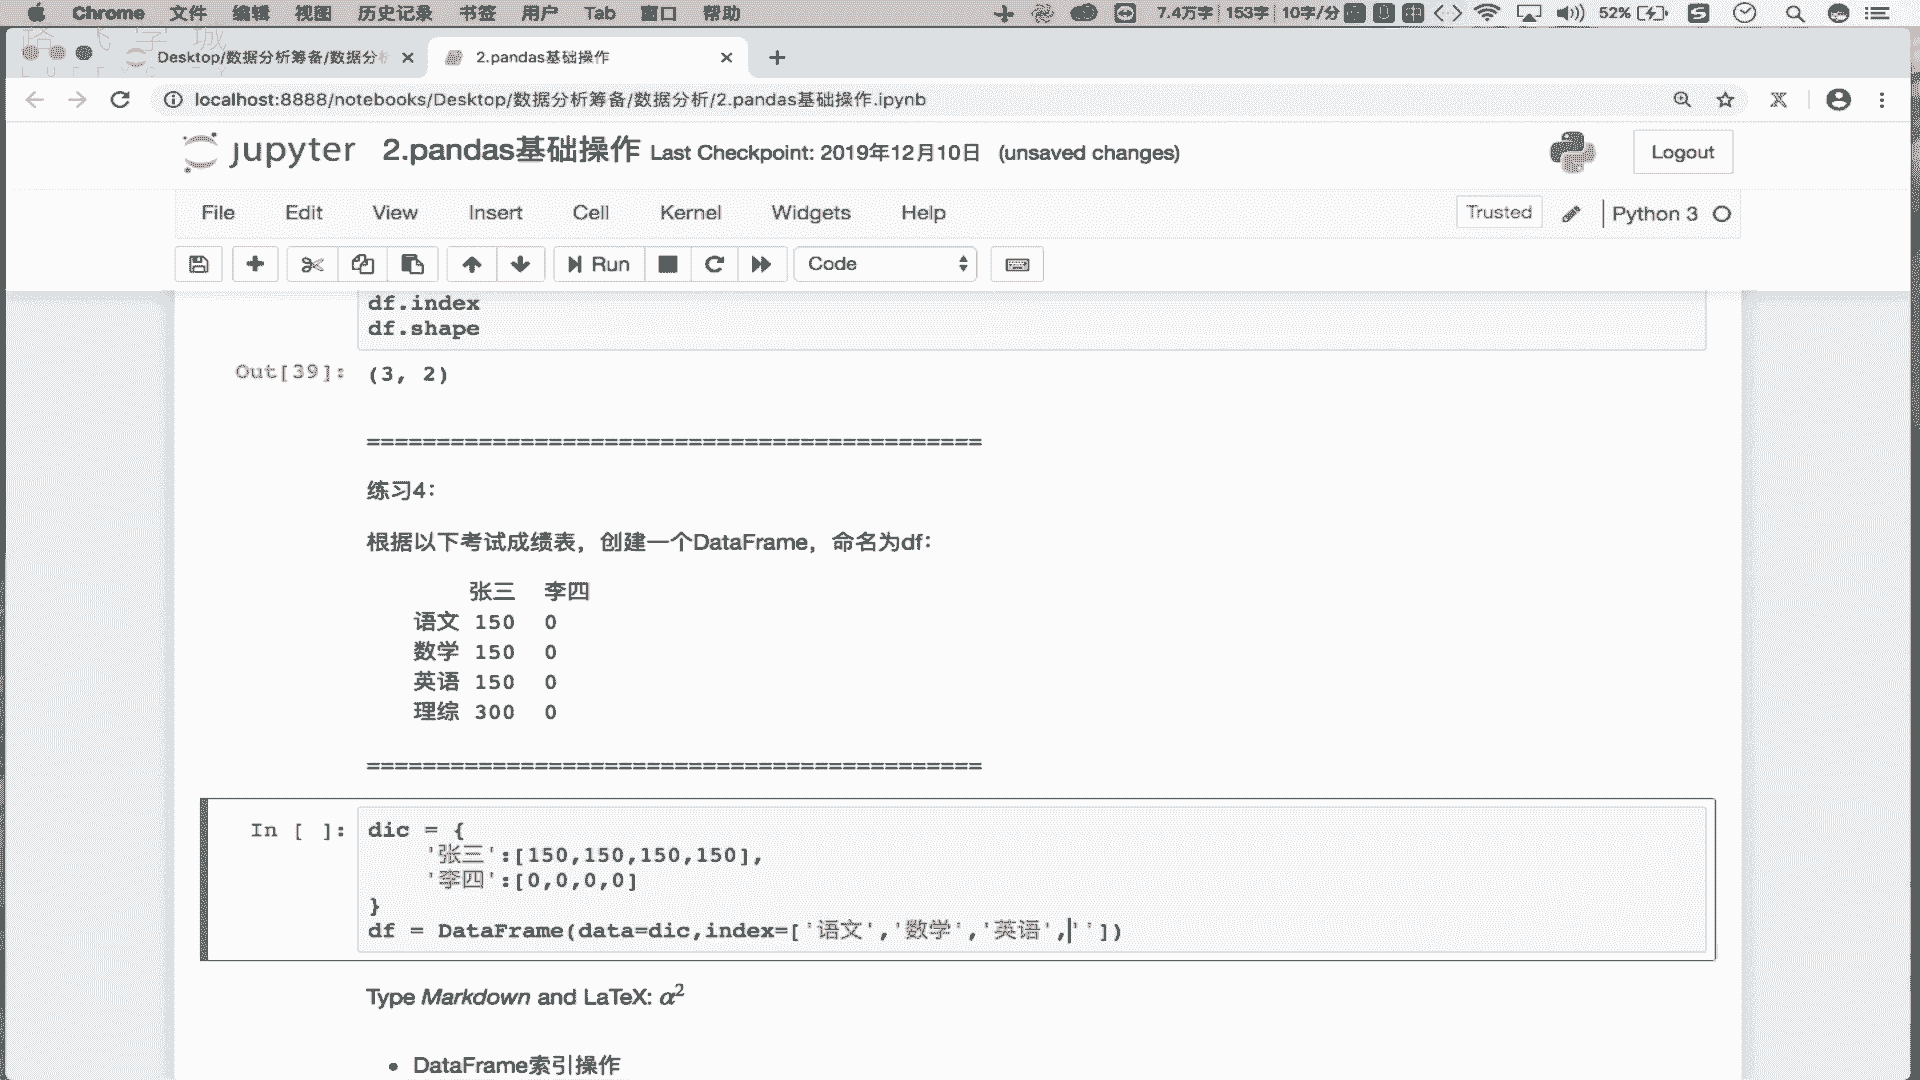 Chrome 文件 编辑 视图 历史记录 书签 用户 Tab 窗口 帮助 7.4万字 153字 10字/分 52%
Desktop/数据分析筹备/数据分析 2.pandas基础操作
localhost:8888/notebooks/Desktop/数据分析筹备/数据分析/2.pandas基础操作.ipynb
jupyter 2.pandas基础操作 Last Checkpoint: 2019年12月10日 (unsaved changes) Logout
File Edit View Insert Cell Kernel Widgets Help Trusted Python 3
Run Code
df.index
df.shape
Out[39]: (3, 2)
============================================
练习4：
根据以下考试成绩表，创建一个DataFrame，命名为df：
张三 李四
语文 150 0
数学 150 0
英语 150 0
理综 300 0
============================================
In [ ]: dic = {
'张三':[150,150,150,150],
'李四':[0,0,0,0]
}
df = DataFrame(data=dic,index=['语文','数学','英语',''])
Type Markdown and LaTeX: α²
• DataFrame索引操作